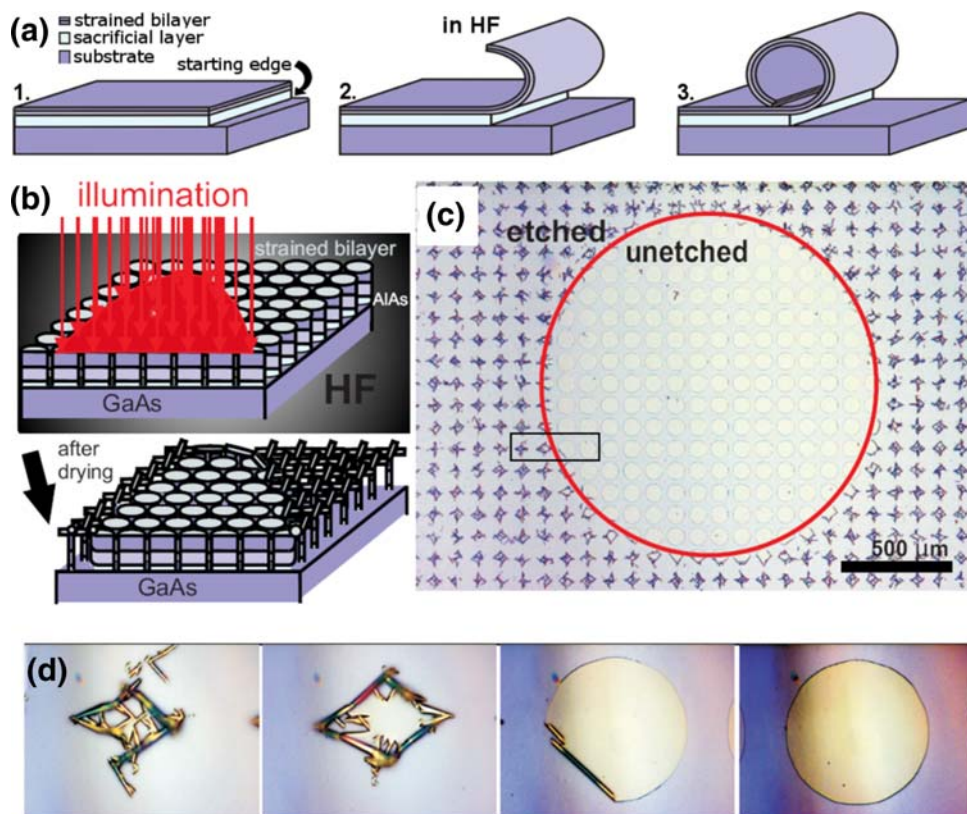 (a)
strained bilayer
sacrificial layer
substrate
starting edge
1.
in HF
2.
3.
(b)
illumination
strained bilayer
AlAs
HF
GaAs
after
drying
GaAs
(c)
etched
unetched
500 µm
(d)